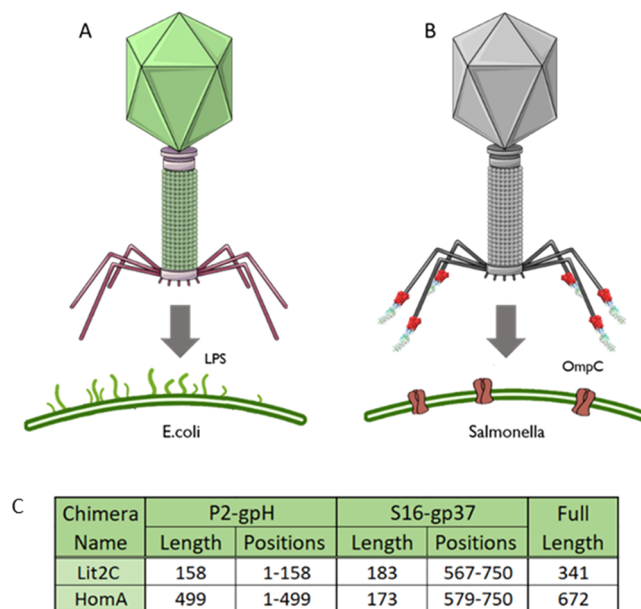 A B
LPS
OmpC
E.coli Salmonella
C
Chimera Name P2-gpH S16-gp37 Full Length
Length Positions Length Positions
Lit2C 158 1-158 183 567-750 341
HomA 499 1-499 173 579-750 672